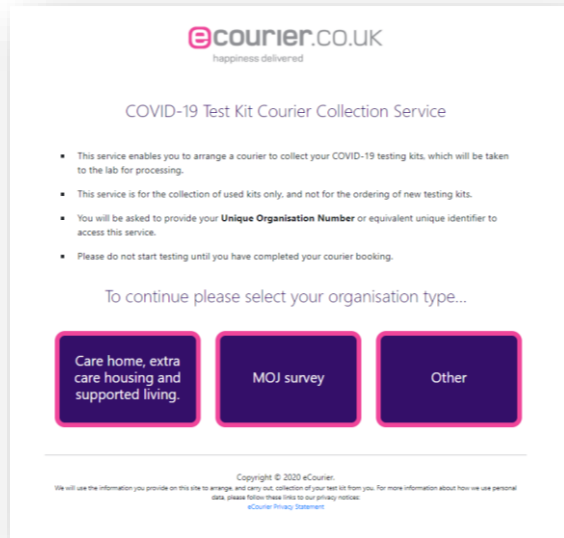 ecourier.co.uk
happiness delivered
COVID-19 Test Kit Courier Collection Service
▪ This service enables you to arrange a courier to collect your COVID-19 testing kits, which will be taken
to the lab for processing.
▪ This service is for the collection of used kits only, and not for the ordering of new testing kits.
▪ You will be asked to provide your Unique Organisation Number or equivalent unique identifier to
access this service.
▪ Please do not start testing until you have completed your courier booking.
To continue please select your organisation type...
Care home, extra
care housing and
supported living.
MOJ survey
Other
Copyright © 2020 eCourier.
We will use the information you provide on this site to arrange, and carry out, collection of your test kit from you. For more information about how we use personal
data, please follow these links to our privacy notices:
eCourier Privacy Statement